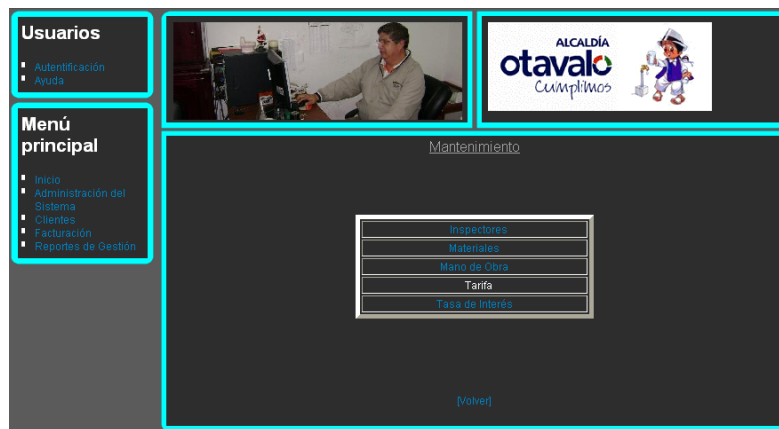 Usuarios
Autentificación
Ayuda
Menú
principal
Inicio
Administración del
Sistema
Clientes
Facturación
Reportes de Gestión
ALCALDÍA
otavalo
Cumplimos
Mantenimiento
Inspectores
Materiales
Mano de Obra
Tarifa
Tasa de Interés
[Volver]